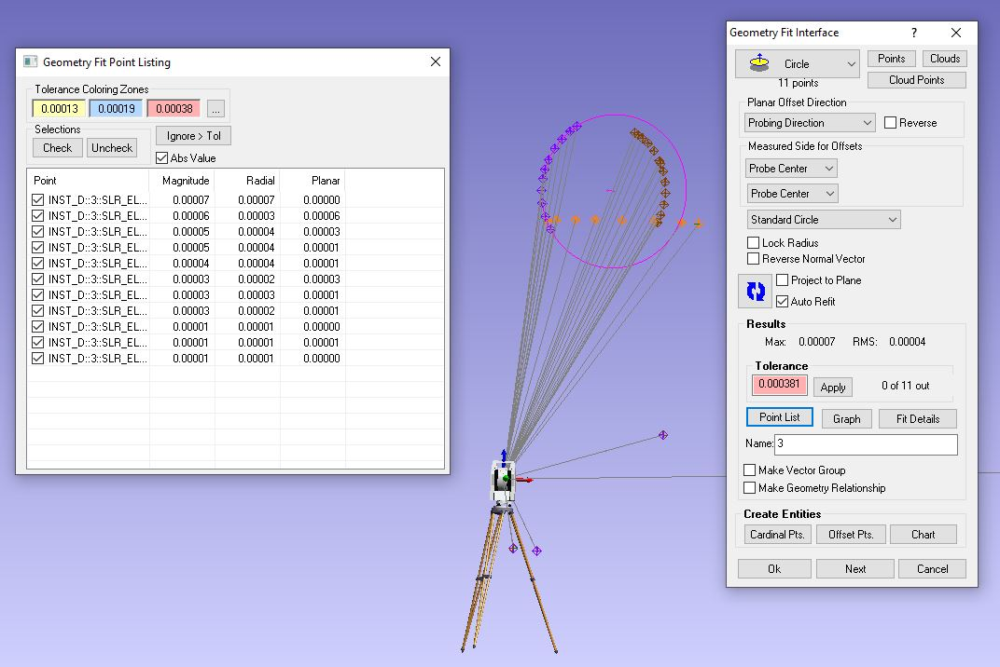 Geometry Fit Point Listing
Tolerance Coloring Zones
0.00013 0.00019 0.00038 ...
Selections
Check Uncheck Ignore > Tol
Abs Value
Point Magnitude Radial Planar
INST_D::3::SLR_EL... 0.00007 0.00007 0.00000
INST_D::3::SLR_EL... 0.00006 0.00003 0.00006
INST_D::3::SLR_EL... 0.00005 0.00004 0.00003
INST_D::3::SLR_EL... 0.00005 0.00004 0.00001
INST_D::3::SLR_EL... 0.00004 0.00004 0.00001
INST_D::3::SLR_EL... 0.00003 0.00002 0.00003
INST_D::3::SLR_EL... 0.00003 0.00003 0.00001
INST_D::3::SLR_EL... 0.00003 0.00002 0.00001
INST_D::3::SLR_EL... 0.00001 0.00001 0.00000
INST_D::3::SLR_EL... 0.00001 0.00001 0.00001
INST_D::3::SLR_EL... 0.00001 0.00001 0.00000
Geometry Fit Interface ?
Circle Points Clouds
11 points Cloud Points
Planar Offset Direction
Probing Direction Reverse
Measured Side for Offsets
Probe Center
Probe Center
Standard Circle
Lock Radius
Reverse Normal Vector
Project to Plane
Auto Refit
Results
Max: 0.00007 RMS: 0.00004
Tolerance
0.000381 Apply 0 of 11 out
Point List Graph Fit Details
Name: 3
Make Vector Group
Make Geometry Relationship
Create Entities
Cardinal Pts. Offset Pts. Chart
Ok Next Cancel